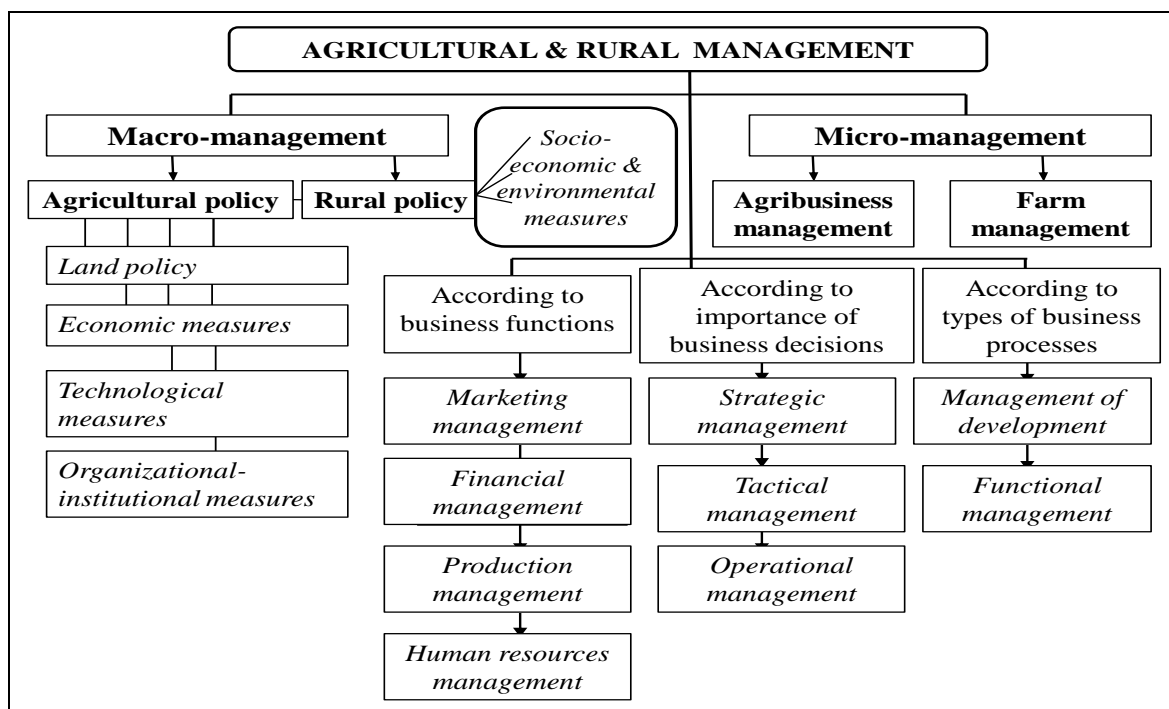 AGRICULTURAL & RURAL MANAGEMENT
Macro-management
Socio-
economic &
environmental
measures
Micro-management
Agricultural policy
Rural policy
Agribusiness
management
Farm
management
Land policy
Economic measures
Technological
measures
Organizational-
institutional measures
According to
business functions
Marketing
management
Financial
management
Production
management
Human resources
management
According to
importance of
business decisions
Strategic
management
Tactical
management
Operational
management
According to
types of business
processes
Management of
development
Functional
management